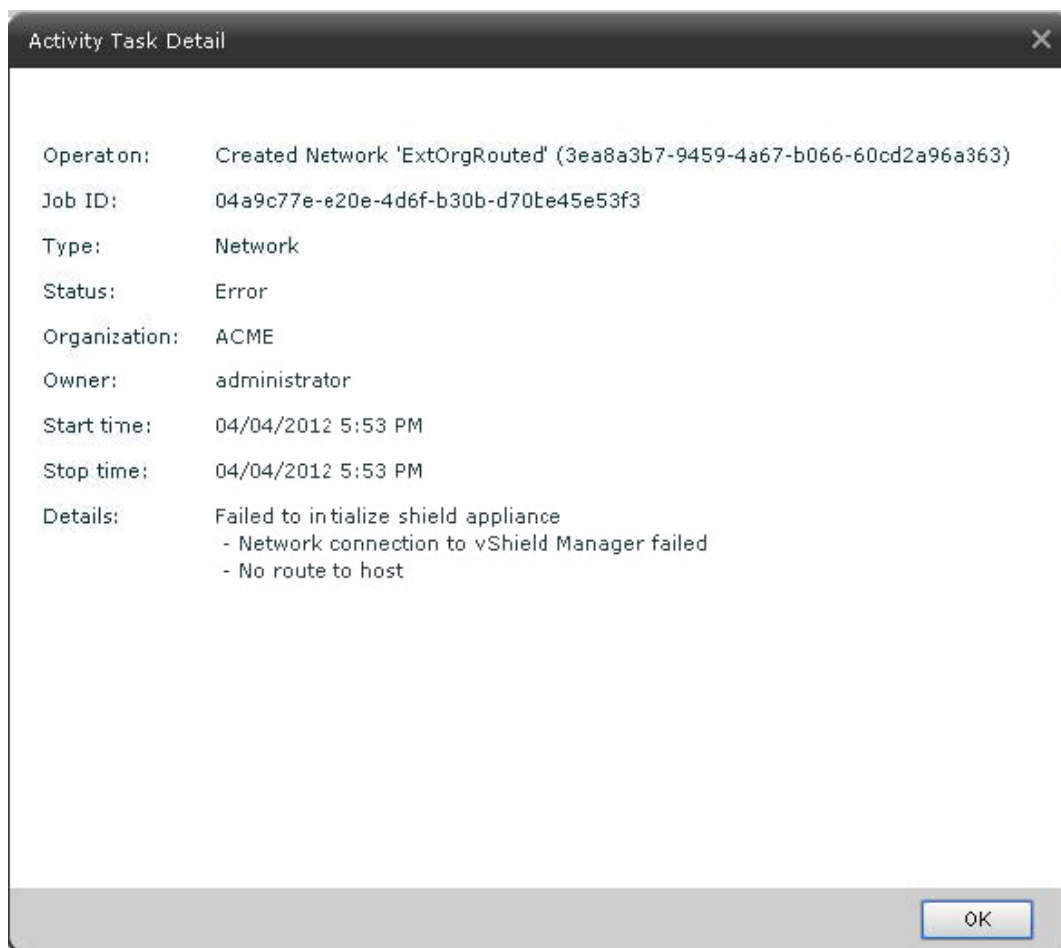 Activity Task Detail
Operation: Created Network 'ExtOrgRouted' (3ea8a3b7-9459-4a67-b066-60cd2a96a363)
Job ID: 04a9c77e-e20e-4d6f-b30b-d70be45e53f3
Type: Network
Status: Error
Organization: ACME
Owner: administrator
Start time: 04/04/2012 5:53 PM
Stop time: 04/04/2012 5:53 PM
Details: Failed to initialize shield appliance
- Network connection to vShield Manager failed
- No route to host
OK